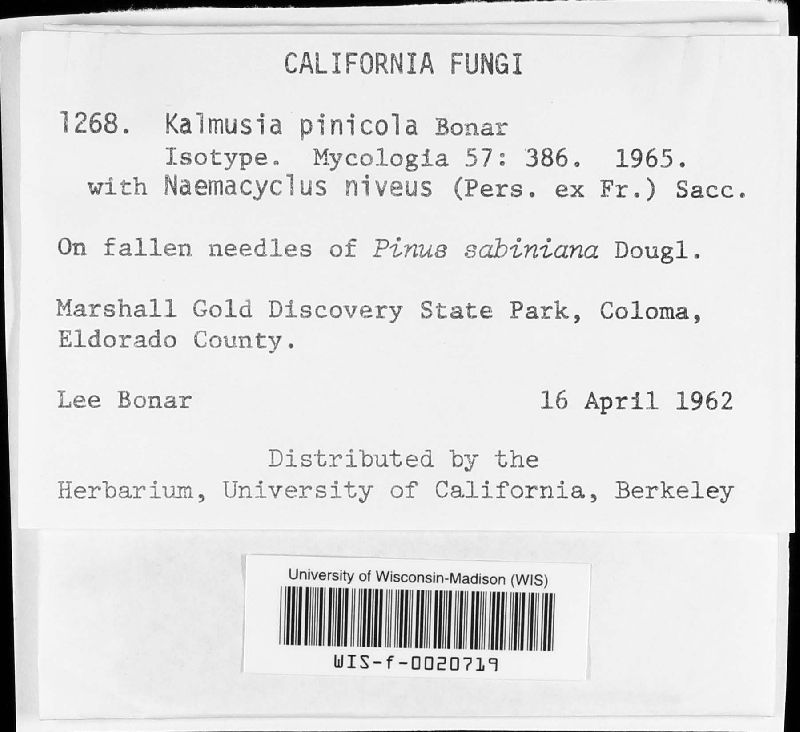 CALIFORNIA FUNGI
1268. Kalmusia pinicola Bonar
Isotype. Mycologia 57: 386. 1965.
with Naemacyclus niveus (Pers. ex Fr.) Sacc.
On fallen needles of Pinus sabiniana Dougl.
Marshall Gold Discovery State Park, Coloma,
Eldorado County.
Lee Bonar 16 April 1962
Distributed by the
Herbarium, University of California, Berkeley
University of Wisconsin-Madison (WIS)
WIS-f-0020719